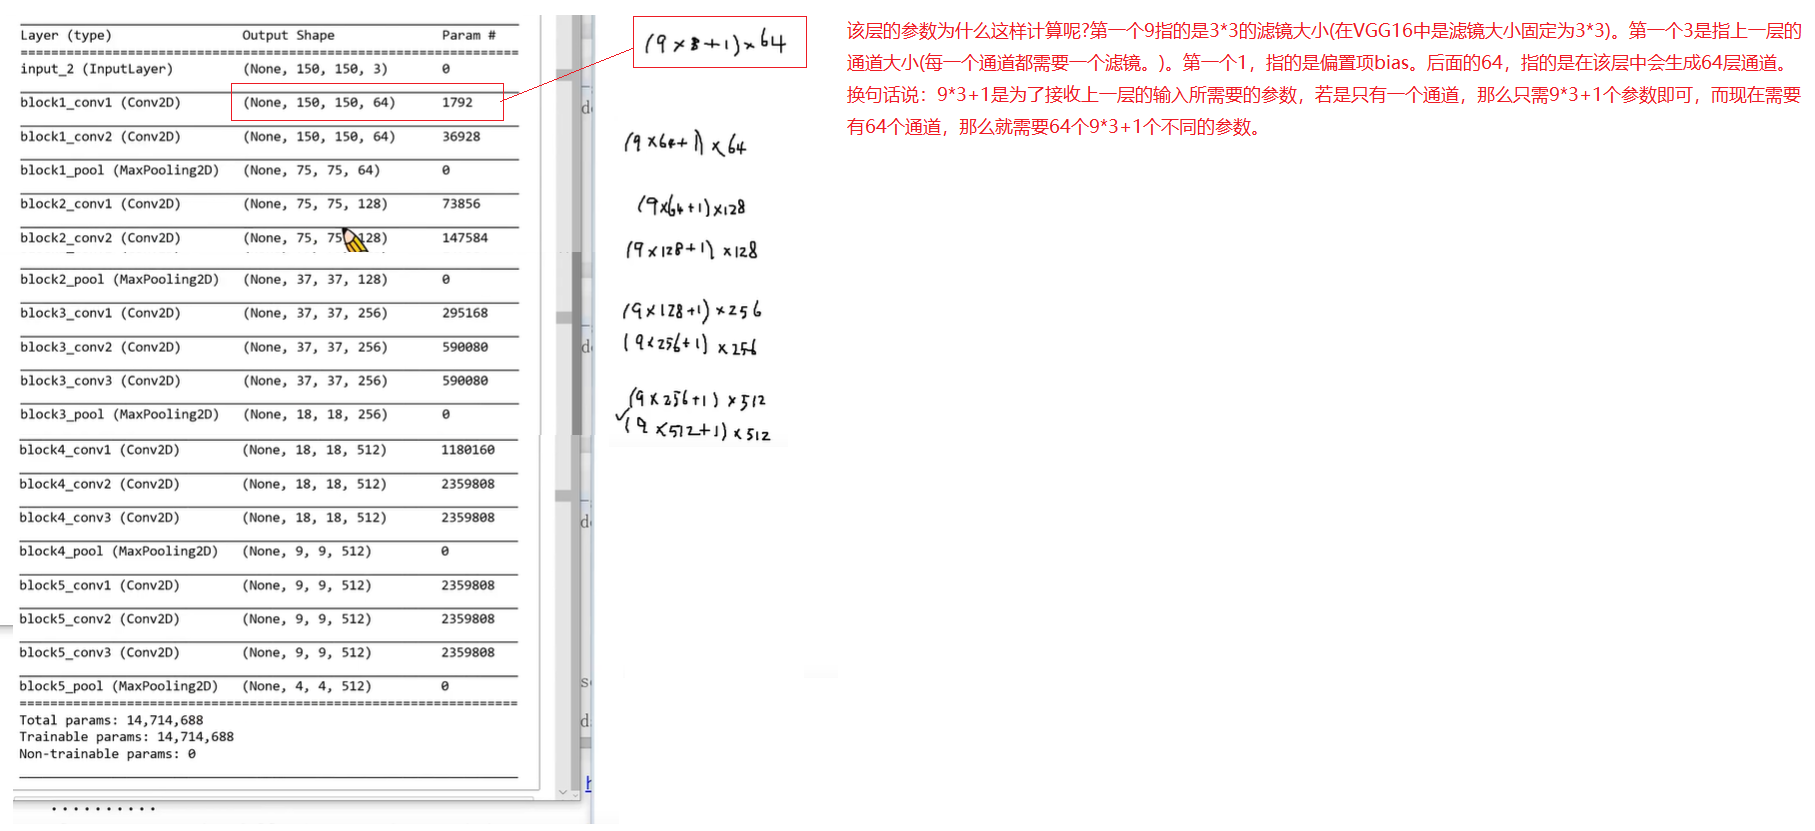 Layer (type) Output Shape Param #
input_2 (InputLayer) (None, 150, 150, 3) 0
block1_conv1 (Conv2D) (None, 150, 150, 64) 1792
block1_conv2 (Conv2D) (None, 150, 150, 64) 36928
block1_pool (MaxPooling2D) (None, 75, 75, 64) 0
block2_conv1 (Conv2D) (None, 75, 75, 128) 73856
block2_conv2 (Conv2D) (None, 75, 128) 147584
block2_pool (MaxPooling2D) (None, 37, 37, 128) 0
block3_conv1 (Conv2D) (None, 37, 37, 256) 295168
block3_conv2 (Conv2D) (None, 37, 37, 256) 590080
block3_conv3 (Conv2D) (None, 37, 37, 256) 590080
block3_pool (MaxPooling2D) (None, 18, 18, 256) 0
block4_conv1 (Conv2D) (None, 18, 18, 512) 1180160
block4_conv2 (Conv2D) (None, 18, 18, 512) 2359808
block4_conv3 (Conv2D) (None, 18, 18, 512) 2359808
block4_pool (MaxPooling2D) (None, 9, 9, 512) 0
block5_conv1 (Conv2D) (None, 9, 9, 512) 2359808
block5_conv2 (Conv2D) (None, 9, 9, 512) 2359808
block5_conv3 (Conv2D) (None, 9, 9, 512) 2359808
block5_pool (MaxPooling2D) (None, 4, 4, 512) 0
Total params: 14,714,688
Trainable params: 14,714,688
Non-trainable params: 0
(9×3+1)×64
(9×64+1)×64
(9×64+1)×128
(9×128+1)×128
(9×128+1)×256
(9×256+1)×256
(9×256+1)×512
✓(9×512+1)×512
该层的参数为什么这样计算呢?第一个9指的是3*3的滤镜大小(在VGG16中是滤镜大小固定为3*3)。第一个3是指上一层的
通道大小(每一个通道都需要一个滤镜。)。第一个1，指的是偏置项bias。后面的64，指的是在该层中会生成64层通道。
换句话说：9*3+1是为了接收上一层的输入所需要的参数，若是只有一个通道，那么只需9*3+1个参数即可，而现在需要
有64个通道，那么就需要64个9*3+1个不同的参数。